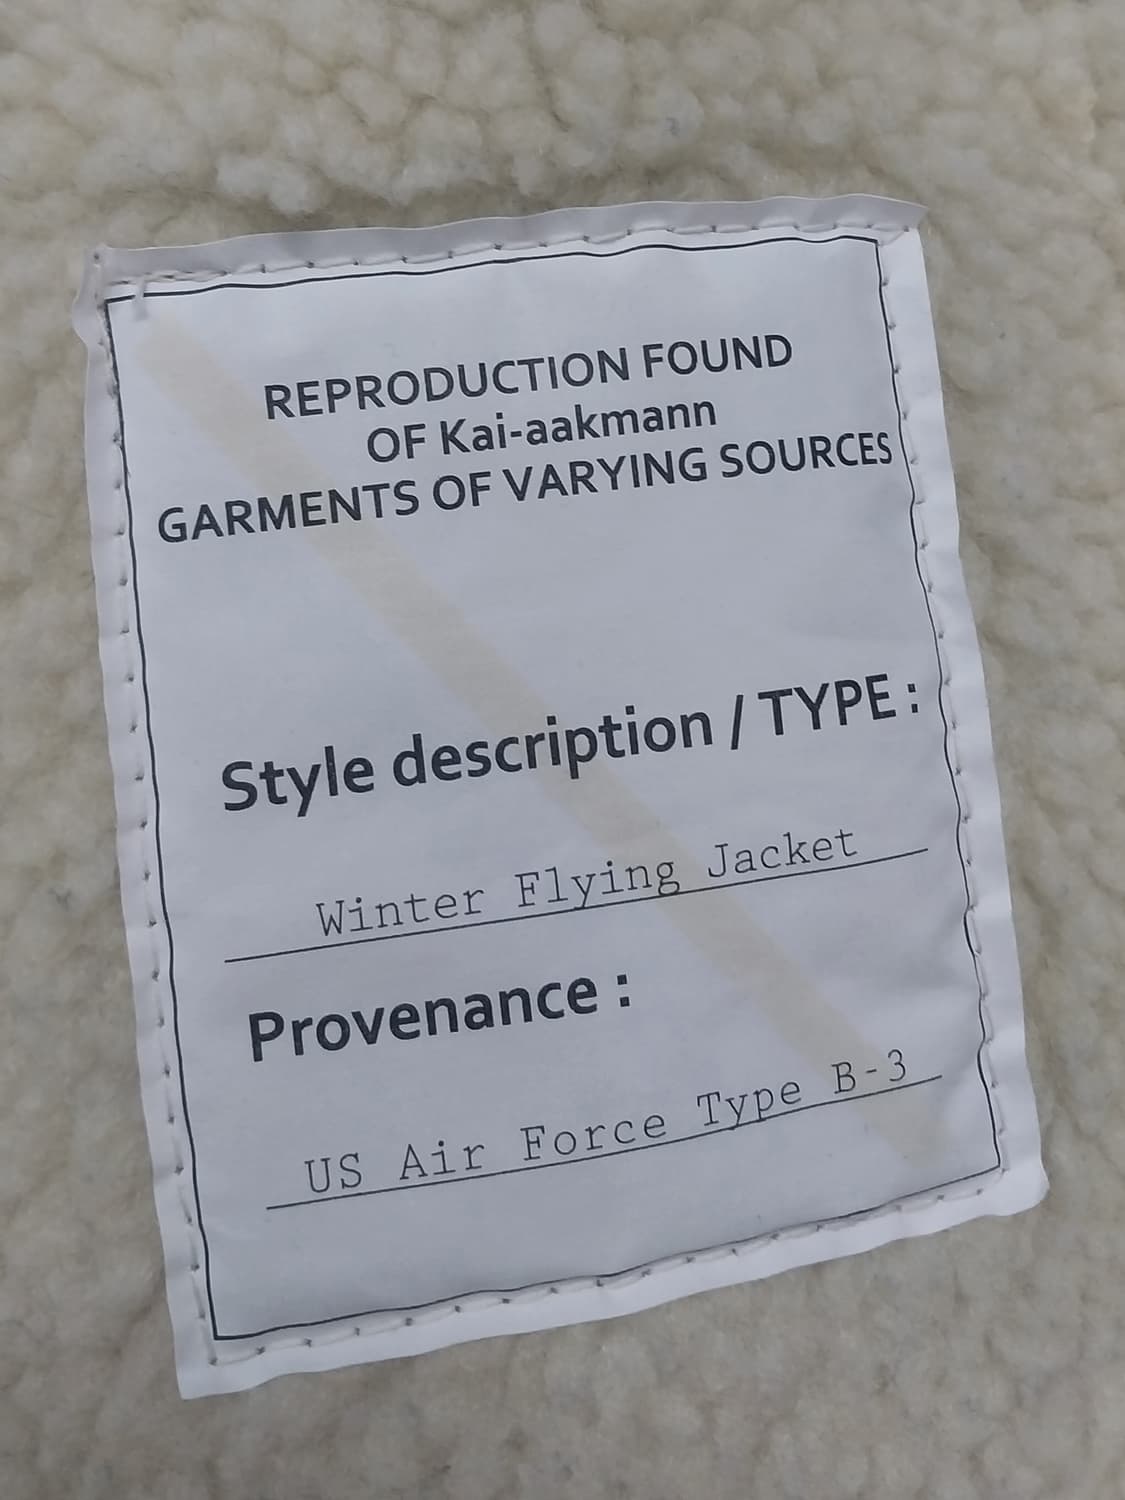 REPRODUCTION FOUND
OF Kai-aakmann
GARMENTS OF VARYING SOURCES
Style description / TYPE :
Winter Flying Jacket
Provenance :
US Air Force Type B-3